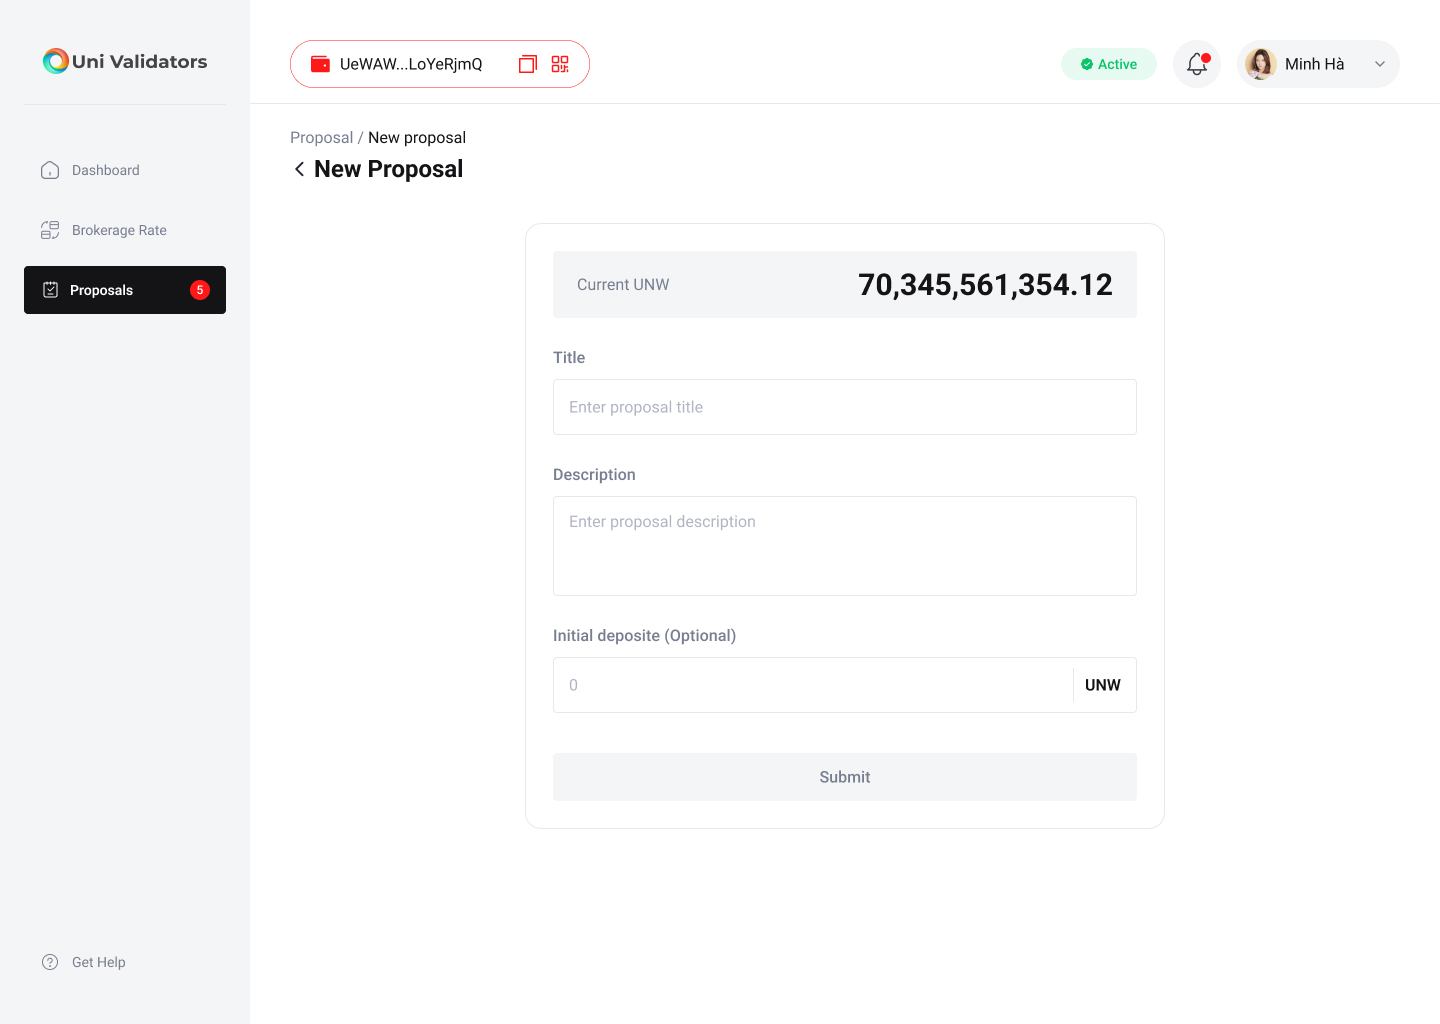 Uni Validators
UeWAW...LoYeRjmQ
Active
Minh Hà
Dashboard
Brokerage Rate
Proposals 5
Get Help
Proposal / New proposal
New Proposal
Current UNW 70,345,561,354.12
Title
Enter proposal title
Description
Enter proposal description
Initial deposite (Optional)
0 UNW
Submit